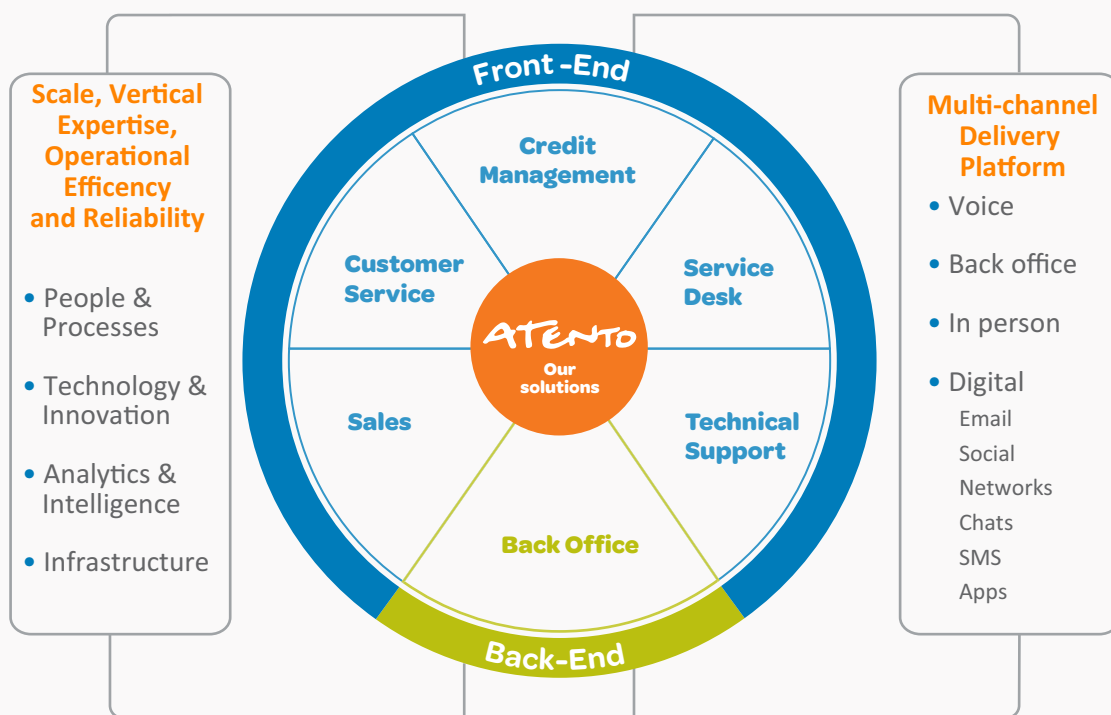 Scale, Vertical
Expertise,
Operational
Efficency
and Reliability
• People &
Processes
• Technology &
Innovation
• Analytics &
Intelligence
• Infrastructure
Front -End
Credit
Management
Customer
Service
Service
Desk
ATENTO
Our
solutions
Sales
Technical
Support
Back Office
Back-End
Multi-channel
Delivery
Platform
• Voice
• Back office
• In person
• Digital
Email
Social
Networks
Chats
SMS
Apps